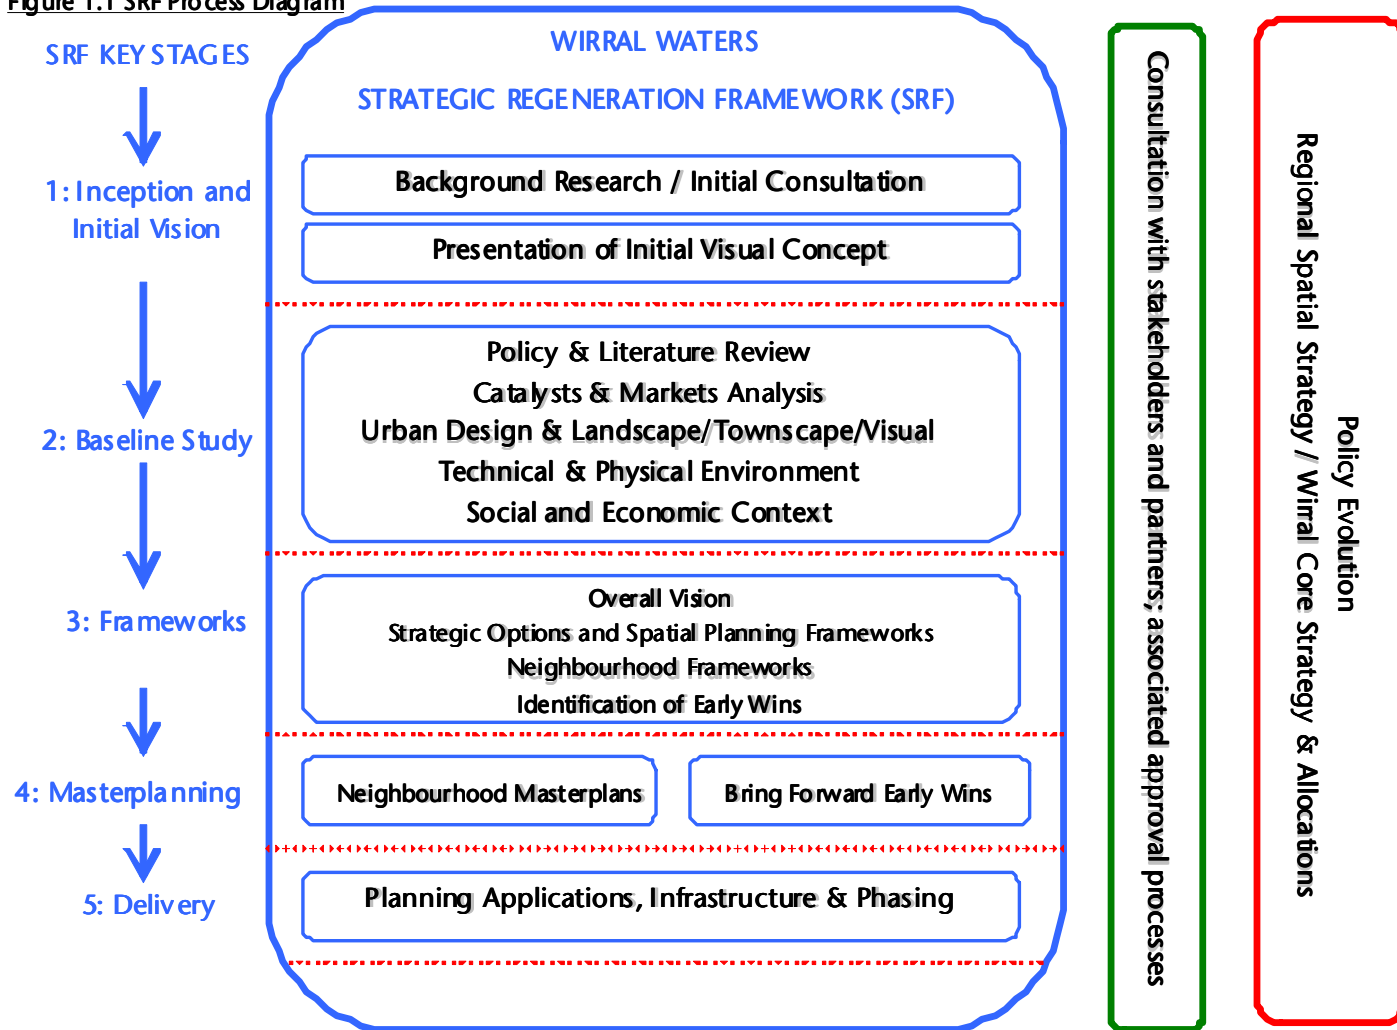 Figure 1.1 SRF Process Diagram
SRF KEY STAGES
1: Inception and
Initial Vision
2: Baseline Study
3: Frameworks
4: Masterplanning
5: Delivery
WIRRAL WATERS
STRATEGIC REGENERATION FRAMEWORK (SRF)
Background Research / Initial Consultation
Presentation of Initial Visual Concept
Policy & Literature Review
Catalysts & Markets Analysis
Urban Design & Landscape/Townscape/Visual
Technical & Physical Environment
Social and Economic Context
Overall Vision
Strategic Options and Spatial Planning Frameworks
Neighbourhood Frameworks
Identification of Early Wins
Neighbourhood Masterplans
Bring Forward Early Wins
Planning Applications, Infrastructure & Phasing
Consultation with stakeholders and partners; associated approval processes
Policy Evolution
Regional Spatial Strategy / Wirral Core Strategy & Allocations